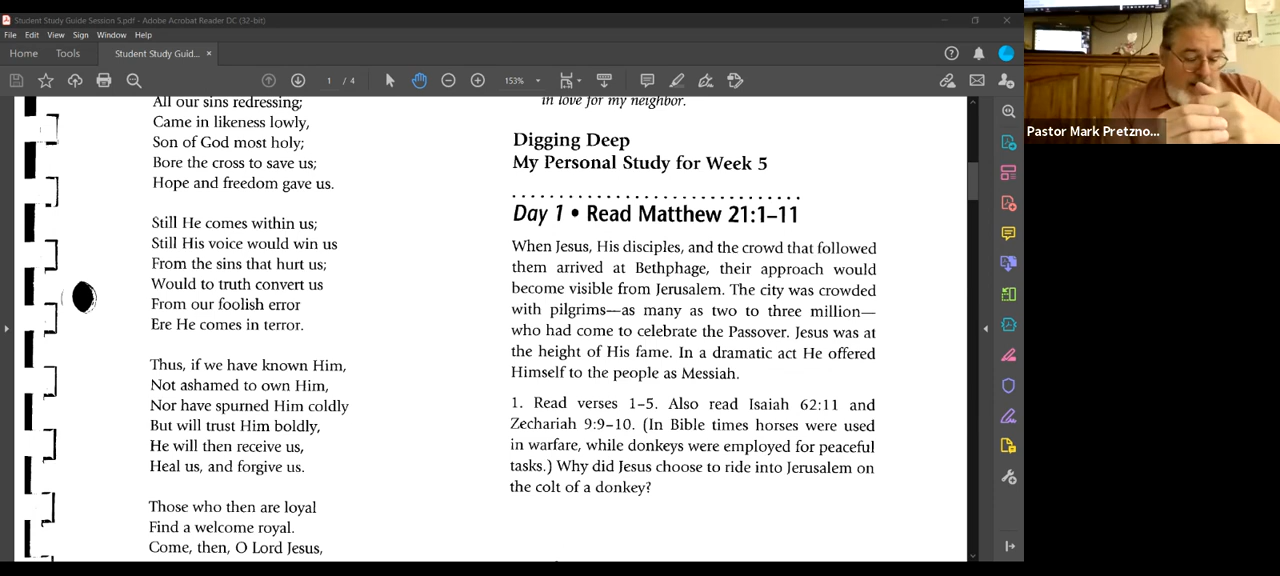 Student Study Guide Session 5.pdf - Adobe Acrobat Reader DC (32-bit)
File Edit View Sign Window Help
Home Tools Student Study Guid... ×
1 / 4 153%
All our sins redressing;
Came in likeness lowly,
Son of God most holy;
Bore the cross to save us;
Hope and freedom gave us.
Still He comes within us;
Still His voice would win us
From the sins that hurt us;
Would to truth convert us
From our foolish error
Ere He comes in terror.
Thus, if we have known Him,
Not ashamed to own Him,
Nor have spurned Him coldly
But will trust Him boldly,
He will then receive us,
Heal us, and forgive us.
Those who then are loyal
Find a welcome royal.
Come, then, O Lord Jesus,
in love for my neighbor.
Digging Deep
My Personal Study for Week 5
Day 1 • Read Matthew 21:1–11
When Jesus, His disciples, and the crowd that followed
them arrived at Bethphage, their approach would
become visible from Jerusalem. The city was crowded
with pilgrims—as many as two to three million—
who had come to celebrate the Passover. Jesus was at
the height of His fame. In a dramatic act He offered
Himself to the people as Messiah.
1. Read verses 1–5. Also read Isaiah 62:11 and
Zechariah 9:9–10. (In Bible times horses were used
in warfare, while donkeys were employed for peaceful
tasks.) Why did Jesus choose to ride into Jerusalem on
the colt of a donkey?
Pastor Mark Pretzno...